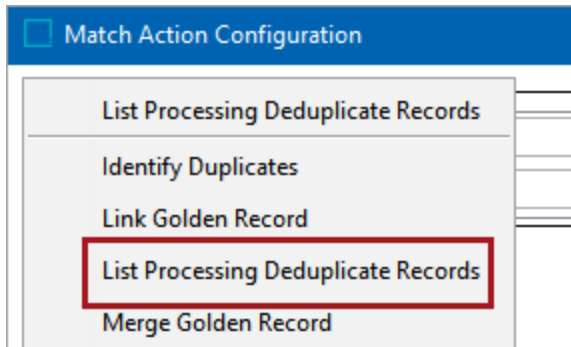 Match Action Configuration
List Processing Deduplicate Records
Identify Duplicates
Link Golden Record
List Processing Deduplicate Records
Merge Golden Record